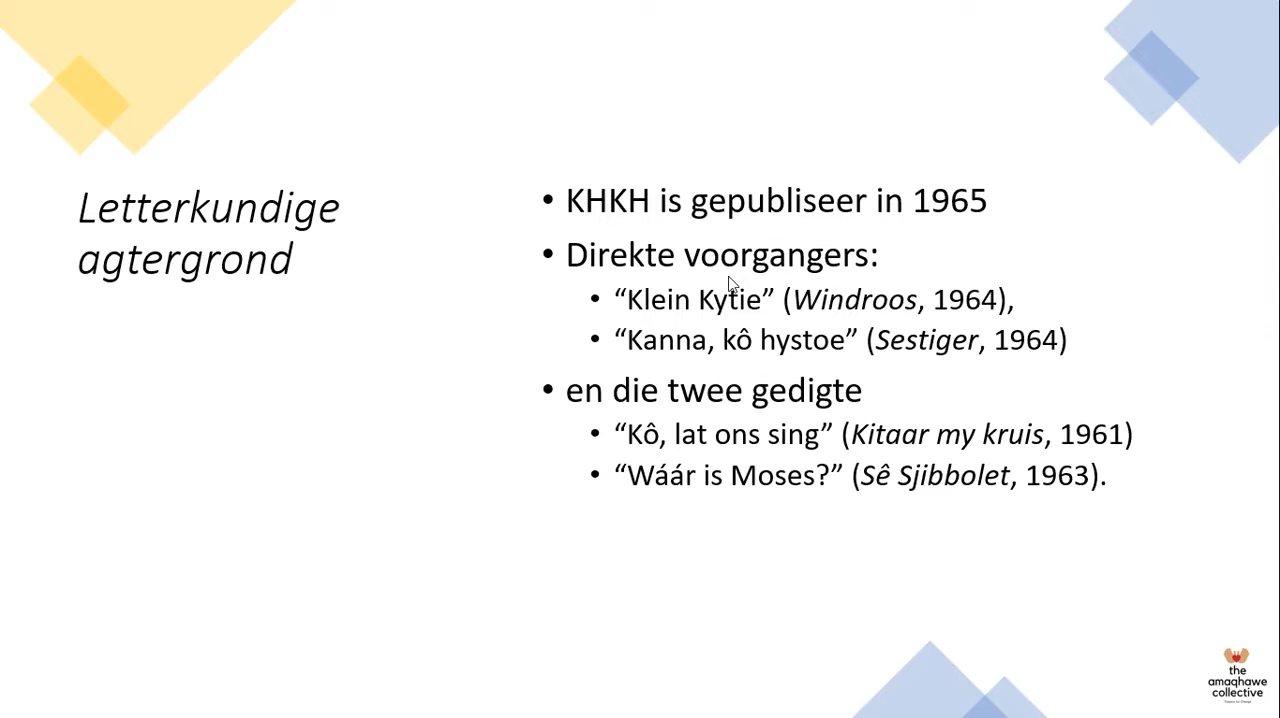 Letterkundige
agtergrond
• KHKH is gepubliseer in 1965
• Direkte voorgangers:
• “Klein Kytie” (Windroos, 1964),
• “Kanna, kô hystoe” (Sestiger, 1964)
• en die twee gedigte
• “Kô, lat ons sing” (Kitaar my kruis, 1961)
• “Wáár is Moses?” (Sê Sjibbolet, 1963).
the
amaqhawe
collective